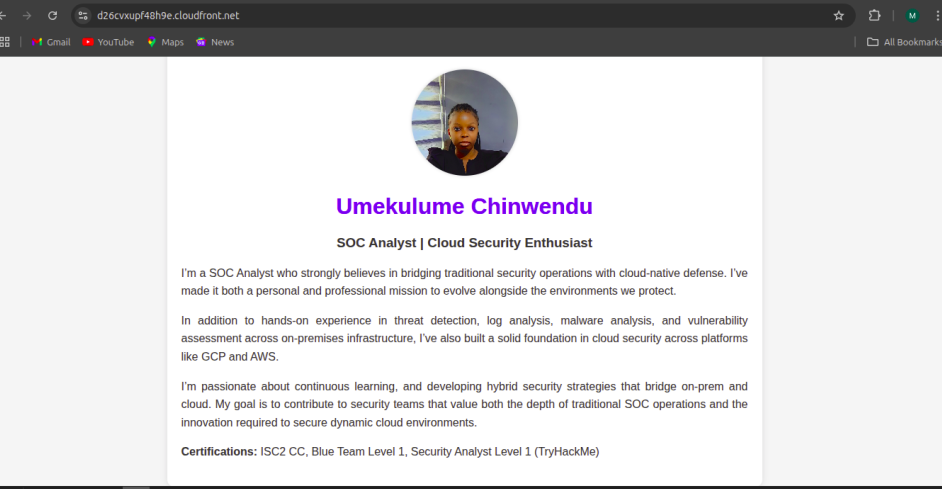 d26cvxupf48h9e.cloudfront.net
M
Gmail YouTube Maps News All Bookmarks
Umekulume Chinwendu
SOC Analyst | Cloud Security Enthusiast
I'm a SOC Analyst who strongly believes in bridging traditional security operations with cloud-native defense. I've
made it both a personal and professional mission to evolve alongside the environments we protect.
In addition to hands-on experience in threat detection, log analysis, malware analysis, and vulnerability
assessment across on-premises infrastructure, I've also built a solid foundation in cloud security across platforms
like GCP and AWS.
I'm passionate about continuous learning, and developing hybrid security strategies that bridge on-prem and
cloud. My goal is to contribute to security teams that value both the depth of traditional SOC operations and the
innovation required to secure dynamic cloud environments.
Certifications: ISC2 CC, Blue Team Level 1, Security Analyst Level 1 (TryHackMe)